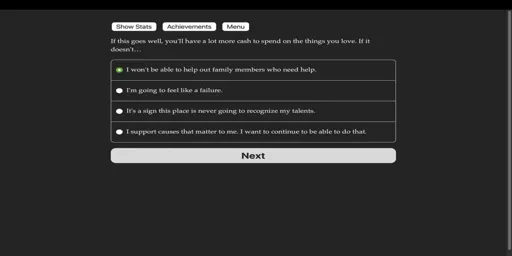 Show Stats Achievements Menu
If this goes well, you'll have a lot more cash to spend on the things you love. If it
doesn't…
I won't be able to help out family members who need help.
I'm going to feel like a failure.
It's a sign this place is never going to recognize my talents.
I support causes that matter to me. I want to continue to be able to do that.
Next